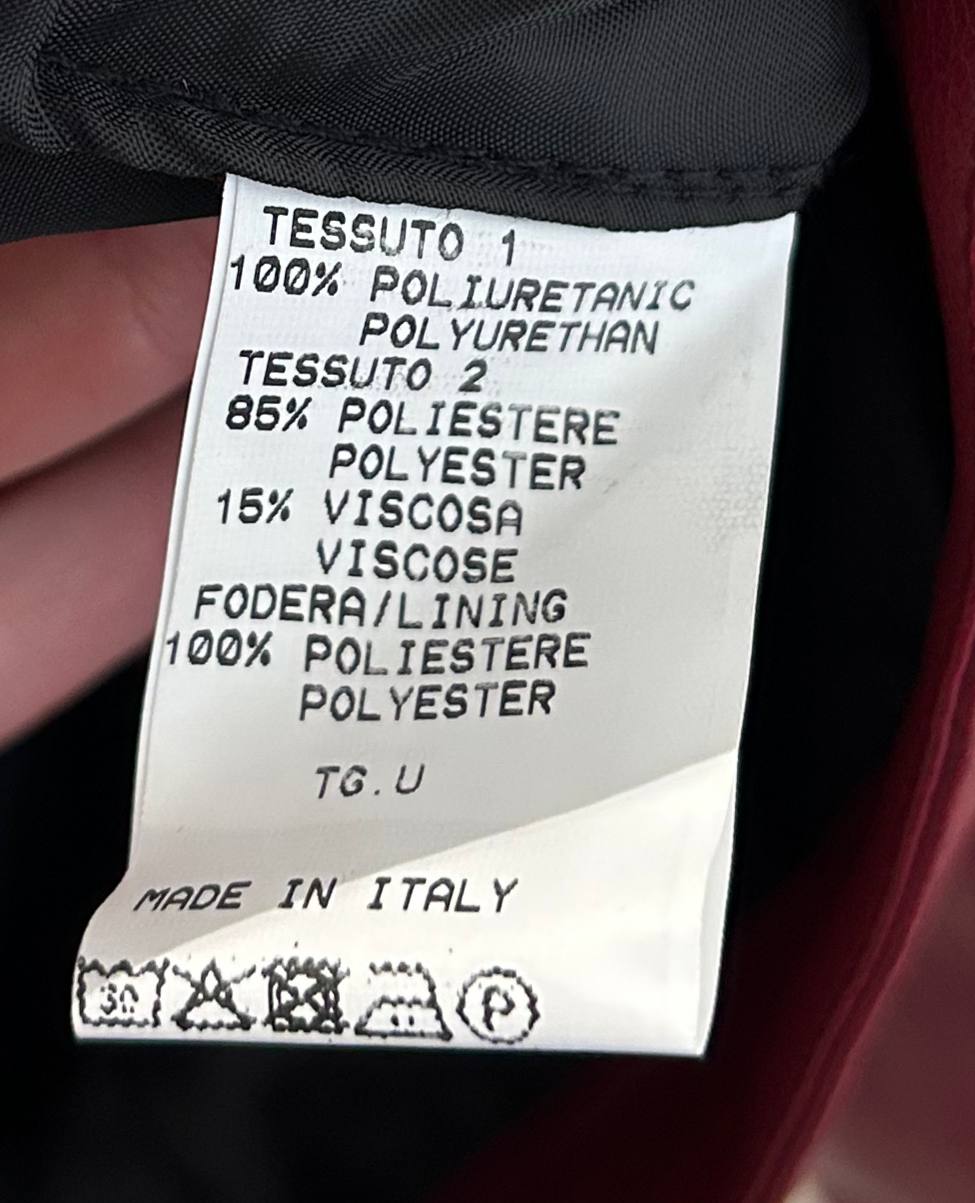 TESSUTO 1
100% POLIURETANIC
POLYURETHAN
TESSUTO 2
85% POLIESTERE
POLYESTER
15% VISCOSA
VISCOSE
FODERA/LINING
100% POLIESTERE
POLYESTER
TG.U
MADE IN ITALY
30
P